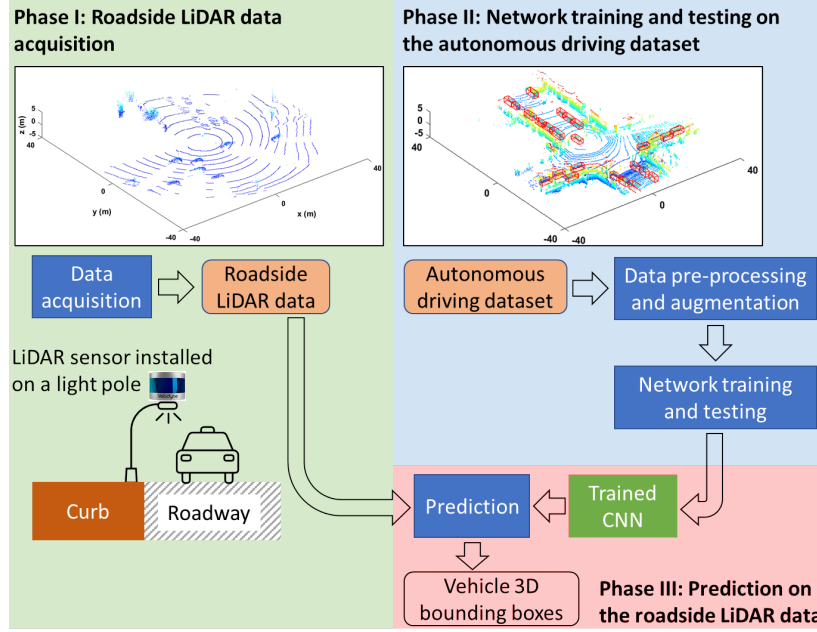 Phase I: Roadside LiDAR data
acquisition
5
0
-5
z (m)
40
0
y (m)
-40
-40
0
x (m)
40
Data
acquisition
Roadside
LiDAR data
LiDAR sensor installed
on a light pole
Velodyne
Curb
Roadway
Phase II: Network training and testing on
the autonomous driving dataset
5
0
-5
40
0
-40
-40
0
40
Autonomous
driving dataset
Data pre-processing
and augmentation
Network training
and testing
Prediction
Trained
CNN
Vehicle 3D
bounding boxes
Phase III: Prediction on
the roadside LiDAR data